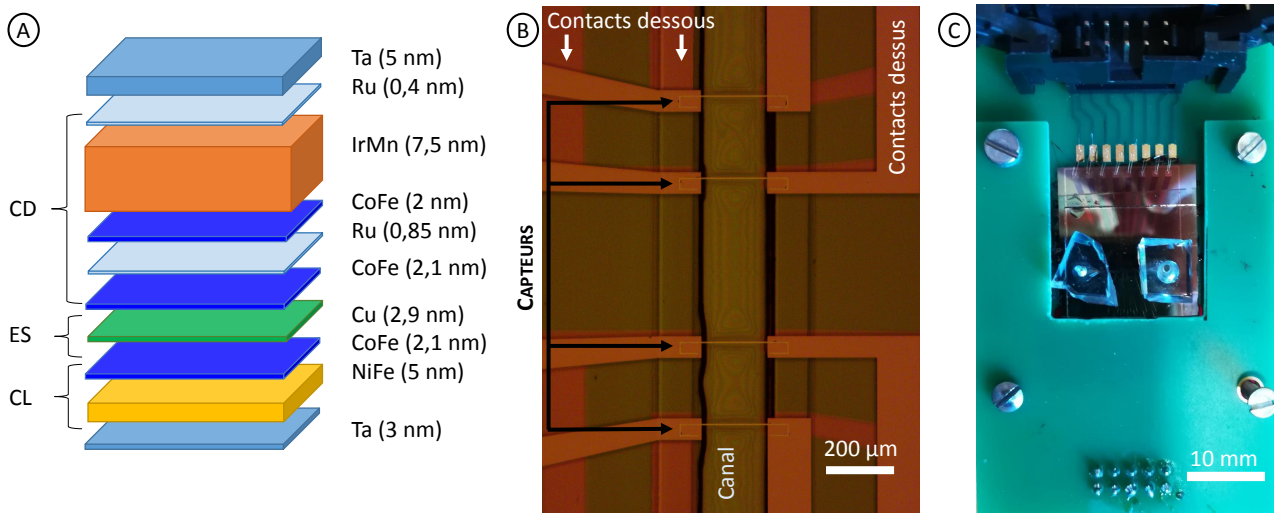 A
Ta (5 nm)
Ru (0,4 nm)
IrMn (7,5 nm)
CoFe (2 nm)
Ru (0,85 nm)
CoFe (2,1 nm)
Cu (2,9 nm)
CoFe (2,1 nm)
NiFe (5 nm)
Ta (3 nm)
CD
ES
CL
B
Contacts dessous
Contacts dessus
CAPTEURS
Canal
200 µm
C
10 mm